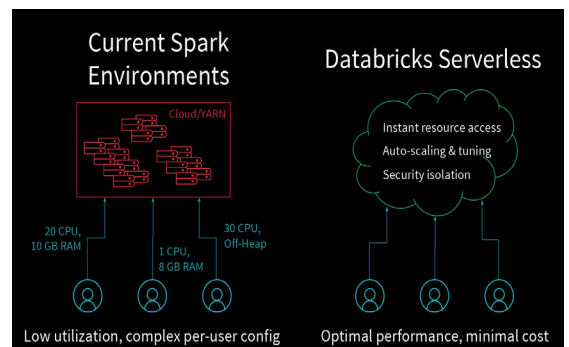 Current Spark
Environments
Cloud/YARN
20 CPU,
10 GB RAM
1 CPU,
8 GB RAM
30 CPU,
Off-Heap
Low utilization, complex per-user config
Databricks Serverless
Instant resource access
Auto-scaling & tuning
Security isolation
Optimal performance, minimal cost